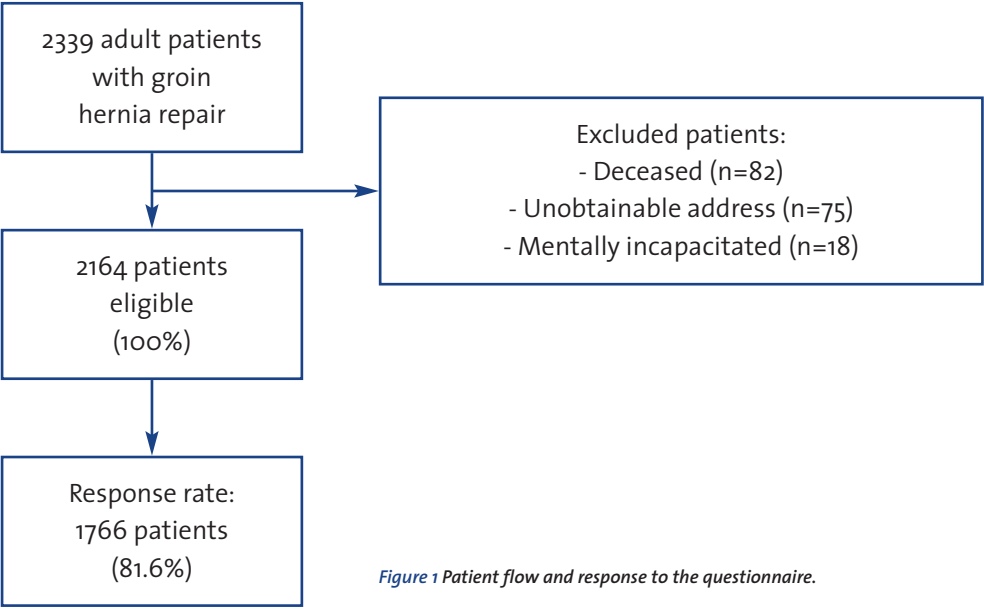 2339 adult patients
with groin
hernia repair
Excluded patients:
- Deceased (n=82)
- Unobtainable address (n=75)
- Mentally incapacitated (n=18)
2164 patients
eligible
(100%)
Response rate:
1766 patients
(81.6%)
Figure 1 Patient flow and response to the questionnaire.